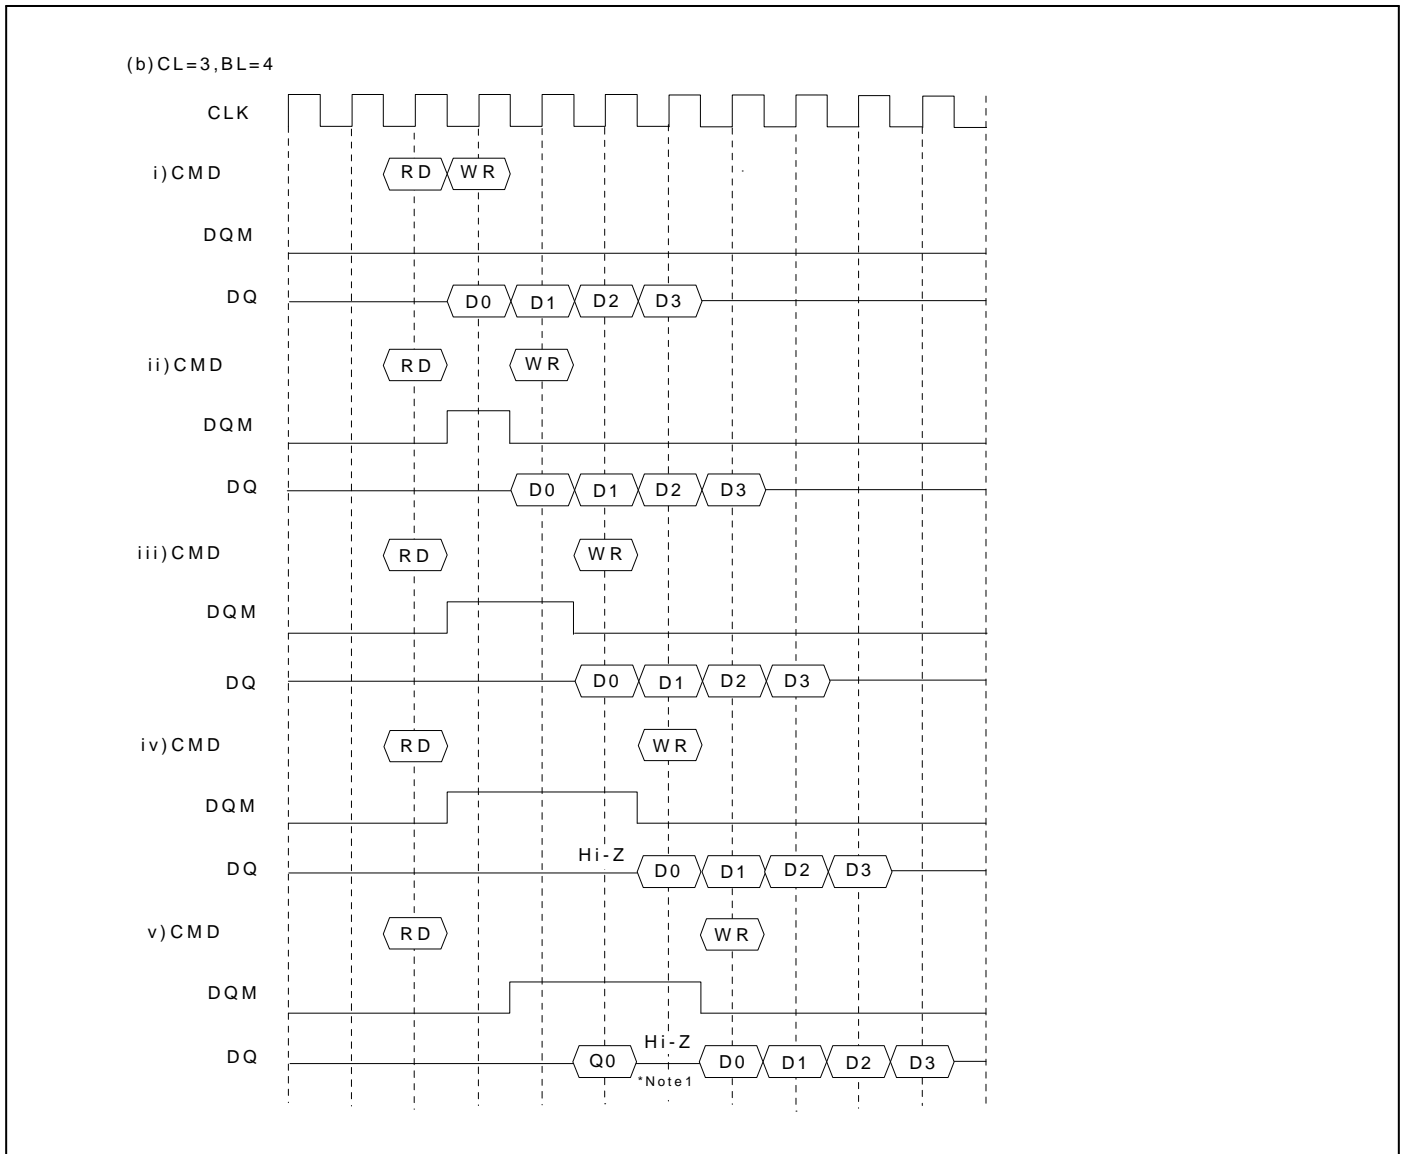 (b)CL=3,BL=4
CLK
i)CMD RD WR
DQM
DQ D0 D1 D2 D3
ii)CMD RD WR
DQM
DQ D0 D1 D2 D3
iii)CMD RD WR
DQM
DQ D0 D1 D2 D3
iv)CMD RD WR
DQM
Hi-Z
DQ D0 D1 D2 D3
v)CMD RD WR
DQM
Hi-Z
DQ Q0 D0 D1 D2 D3
*Note1